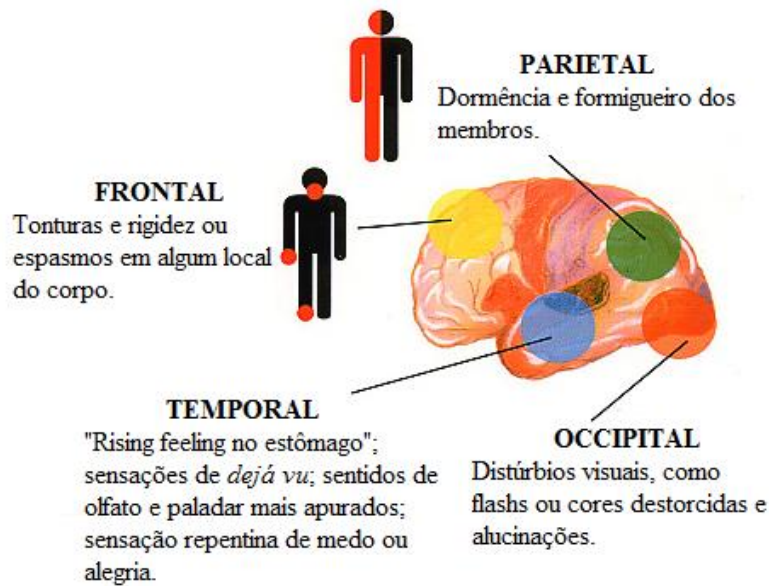 PARIETAL
Dormência e formigueiro dos
membros.
FRONTAL
Tonturas e rigidez ou
espasmos em algum local
do corpo.
TEMPORAL
"Rising feeling no estômago";
sensações de dejá vu; sentidos de
olfato e paladar mais apurados;
sensação repentina de medo ou
alegria.
OCCIPITAL
Distúrbios visuais, como
flashs ou cores destorcidas e
alucinações.